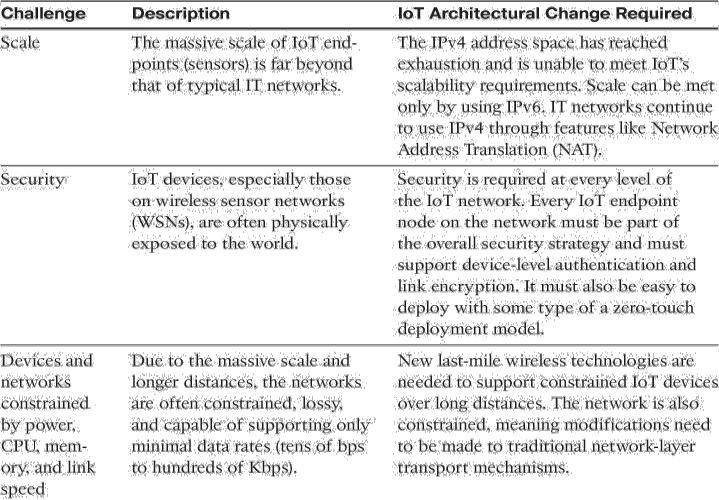 Challenge Description IoT Architectural Change Required
Scale
The massive scale of IoT end-
points (sensors) is far beyond
that of typical IT networks.
The IPv4 address space has reached
exhaustion and is unable to meet IoT's
scalability requirements. Scale can be met
only by using IPv6. IT networks continue
to use IPv4 through features like Network
Address Translation (NAT).
Security
IoT devices, especially those
on wireless sensor networks
(WSNs), are often physically
exposed to the world.
Security is required at every level of
the IoT network. Every IoT endpoint
node on the network must be part of
the overall security strategy and must
support device-level authentication and
link encryption. It must also be easy to
deploy with some type of a zero-touch
deployment model.
Devices and
networks
constrained
by power,
CPU, mem-
ory, and link
speed
Due to the massive scale and
longer distances, the networks
are often constrained, lossy,
and capable of supporting only
minimal data rates (tens of bps
to hundreds of Kbps).
New last-mile wireless technologies are
needed to support constrained IoT devices
over long distances. The network is also
constrained, meaning modifications need
to be made to traditional network-layer
transport mechanisms.